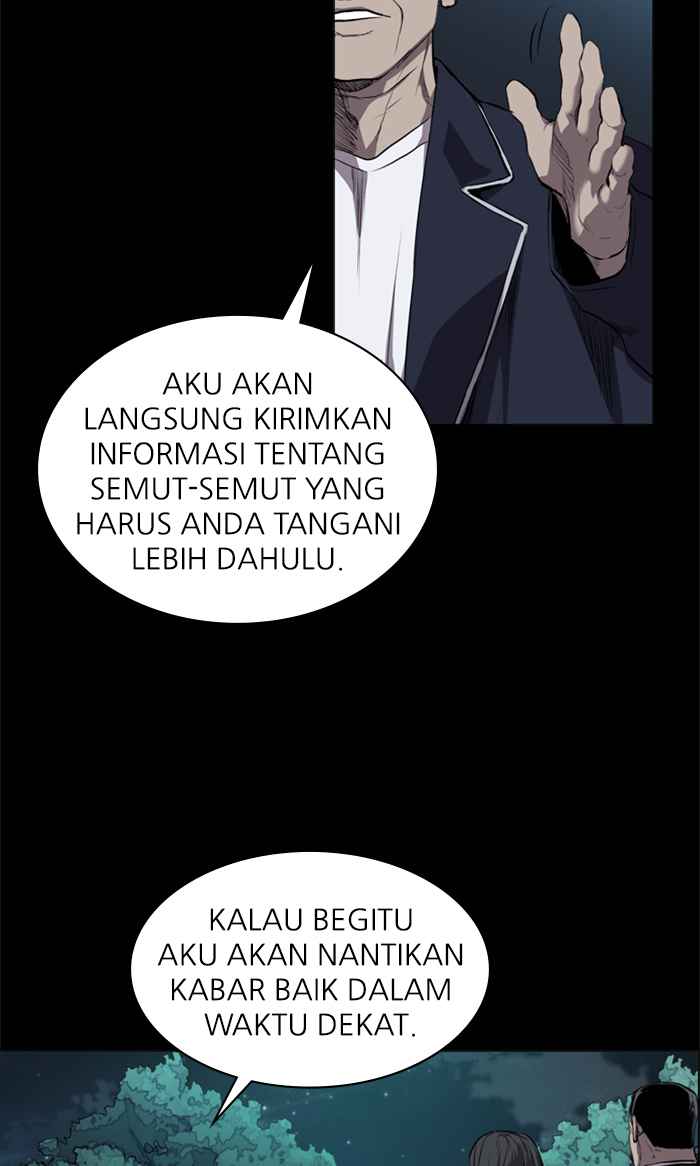 AKU AKAN
LANGSUNG KIRIMKAN
INFORMASI TENTANG
SEMUT-SEMUT YANG
HARUS ANDA TANGANI
LEBIH DAHULU.
KALAU BEGITU
AKU AKAN NANTIKAN
KABAR BAIK DALAM
WAKTU DEKAT.